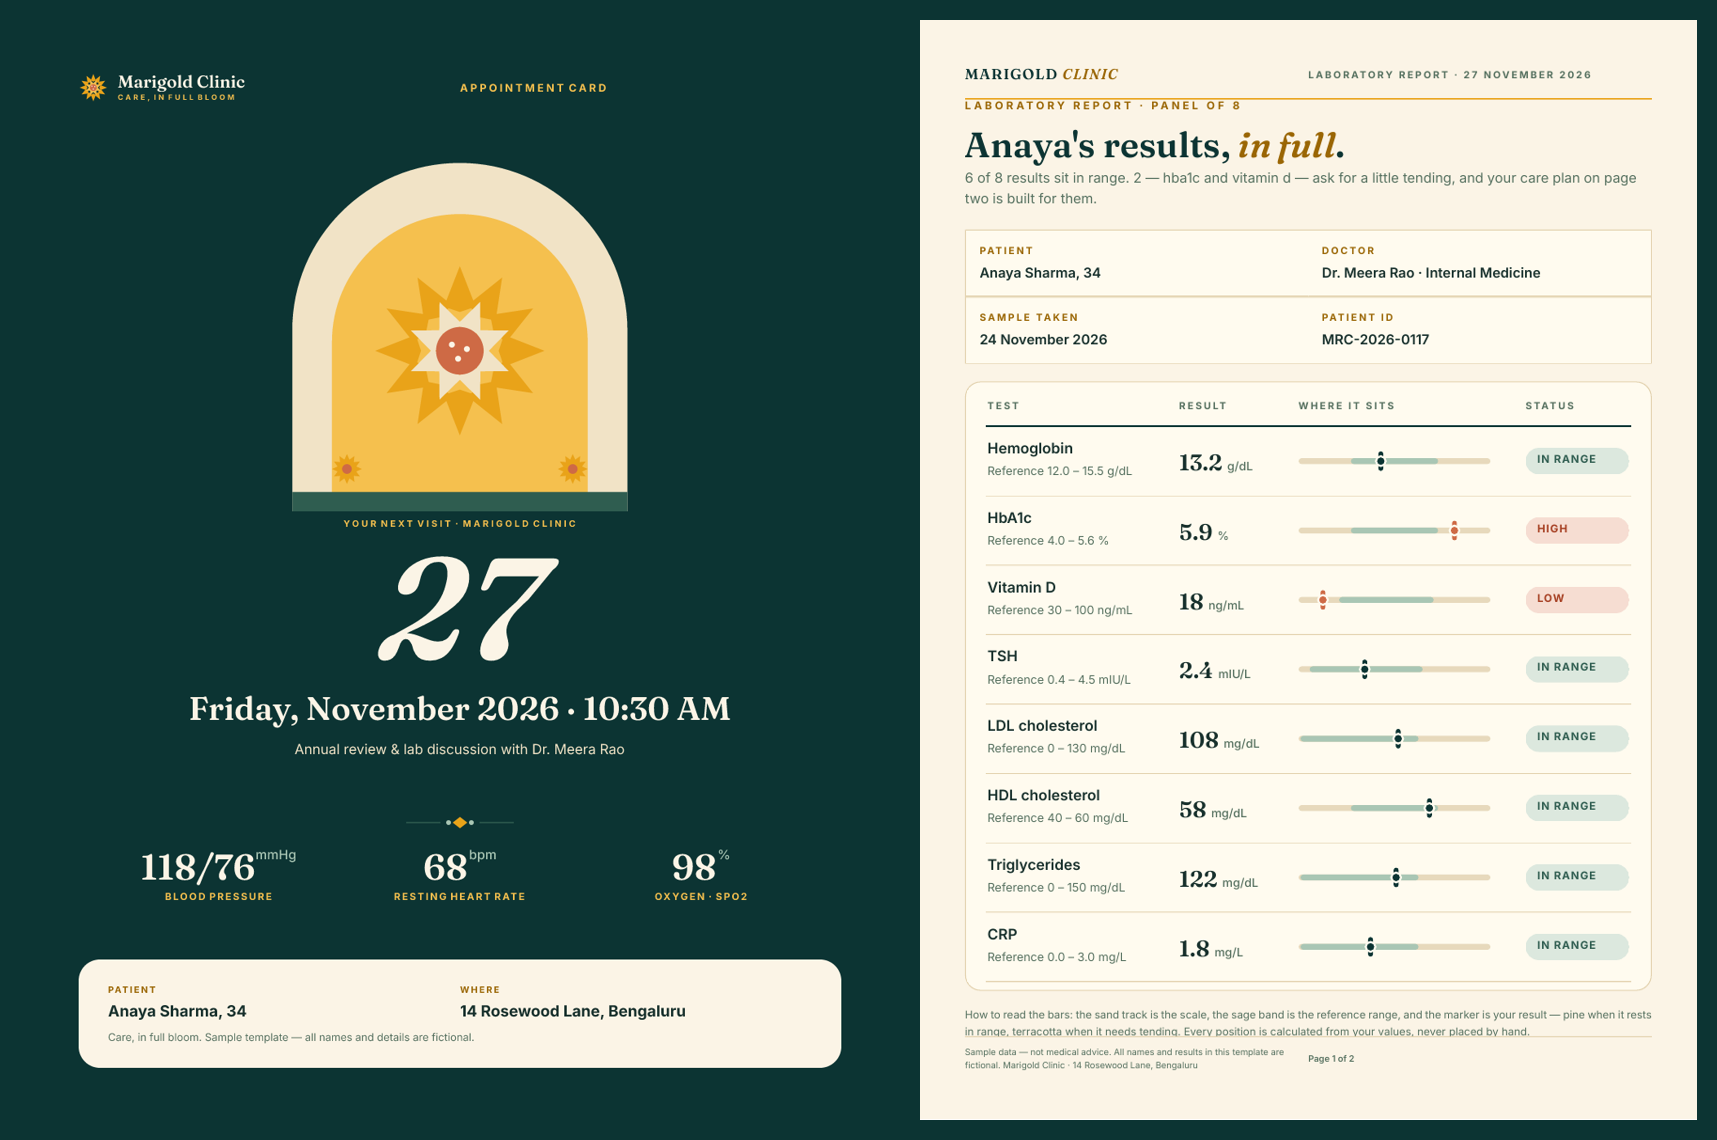 Marigold Clinic
CARE, IN FULL BLOOM
APPOINTMENT CARD
YOUR NEXT VISIT · MARIGOLD CLINIC
27
Friday, November 2026 · 10:30 AM
Annual review & lab discussion with Dr. Meera Rao
118/76 mmHg
BLOOD PRESSURE
68 bpm
RESTING HEART RATE
98 %
OXYGEN · SPO2
PATIENT
Anaya Sharma, 34
WHERE
14 Rosewood Lane, Bengaluru
Care, in full bloom. Sample template — all names and details are fictional.
MARIGOLD CLINIC
LABORATORY REPORT · 27 NOVEMBER 2026
LABORATORY REPORT · PANEL OF 8
Anaya's results, in full.
6 of 8 results sit in range. 2 — hba1c and vitamin d — ask for a little tending, and your care plan on page
two is built for them.
PATIENT
Anaya Sharma, 34
DOCTOR
Dr. Meera Rao · Internal Medicine
SAMPLE TAKEN
24 November 2026
PATIENT ID
MRC-2026-0117
TEST RESULT WHERE IT SITS STATUS
Hemoglobin
Reference 12.0 – 15.5 g/dL
13.2 g/dL
IN RANGE
HbA1c
Reference 4.0 – 5.6 %
5.9 %
HIGH
Vitamin D
Reference 30 – 100 ng/mL
18 ng/mL
LOW
TSH
Reference 0.4 – 4.5 mIU/L
2.4 mIU/L
IN RANGE
LDL cholesterol
Reference 0 – 130 mg/dL
108 mg/dL
IN RANGE
HDL cholesterol
Reference 40 – 60 mg/dL
58 mg/dL
IN RANGE
Triglycerides
Reference 0 – 150 mg/dL
122 mg/dL
IN RANGE
CRP
Reference 0.0 – 3.0 mg/L
1.8 mg/L
IN RANGE
How to read the bars: the sand track is the scale, the sage band is the reference range, and the marker is your result — pine when it rests
in range, terracotta when it needs tending. Every position is calculated from your values, never placed by hand.
Sample data — not medical advice. All names and results in this template are
fictional. Marigold Clinic · 14 Rosewood Lane, Bengaluru
Page 1 of 2